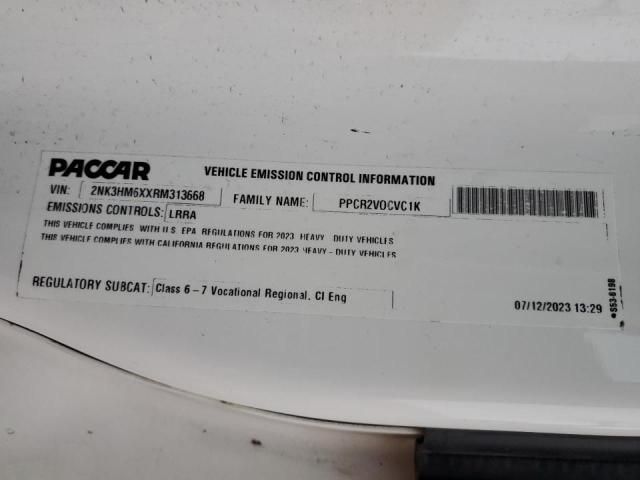 PACCAR VEHICLE EMISSION CONTROL INFORMATION
VIN: 2NK3HM6XXRM313668 FAMILY NAME: PPCR2VOCVC1K
EMISSIONS CONTROLS: LRRA
THIS VEHICLE COMPLIES WITH U.S. EPA REGULATIONS FOR 2023 HEAVY - DUTY VEHICLES
THIS VEHICLE COMPLIES WITH CALIFORNIA REGULATIONS FOR 2023 HEAVY - DUTY VEHICLES
REGULATORY SUBCAT: Class 6 - 7 Vocational Regional, CI Eng
07/12/2023 13:29
S53-6198